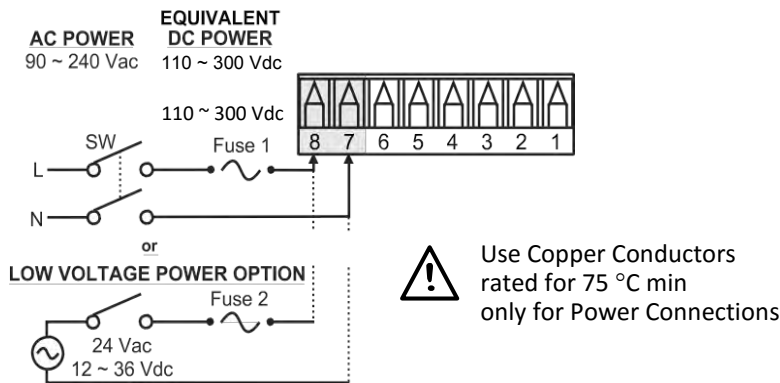 EQUIVALENT
AC POWER DC POWER
90 ~ 240 Vac 110 ~ 300 Vdc
110 ~ 300 Vdc
8 7 6 5 4 3 2 1
SW
Fuse 1
L
N
or
LOW VOLTAGE POWER OPTION
Fuse 2
24 Vac
12 ~ 36 Vdc
Use Copper Conductors
rated for 75 °C min
only for Power Connections